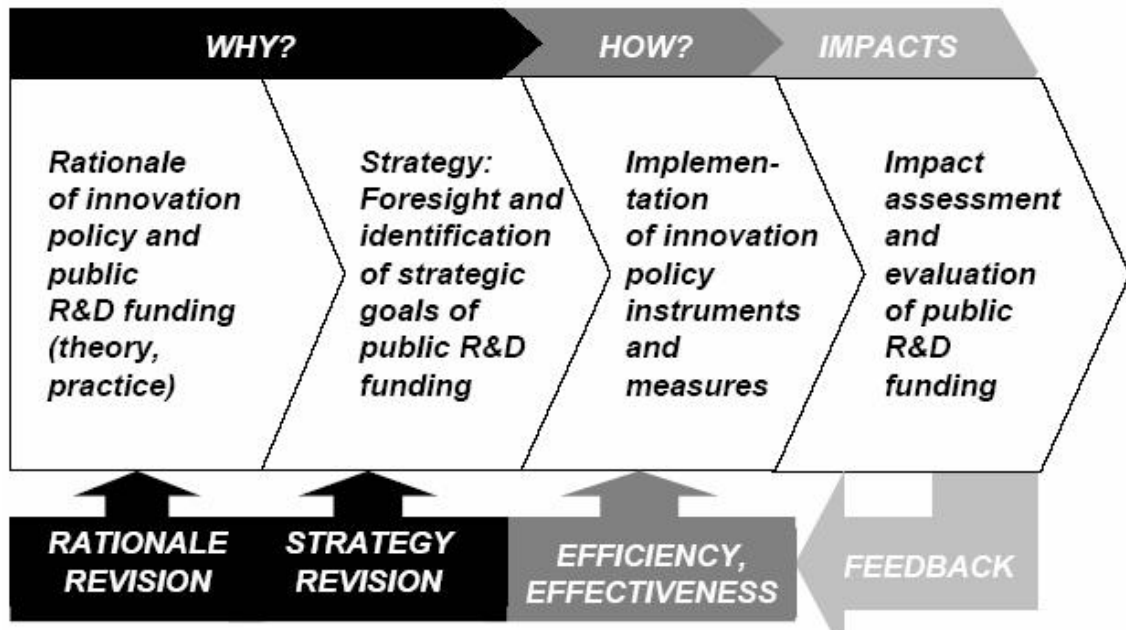 WHY?
HOW?
IMPACTS
Rationale
of innovation
policy and
public
R&D funding
(theory,
practice)
Strategy:
Foresight and
identification
of strategic
goals of
public R&D
funding
Implemen-
tation
of innovation
policy
instruments
and
measures
Impact
assessment
and
evaluation
of public
R&D
funding
RATIONALE
REVISION
STRATEGY
REVISION
EFFICIENCY,
EFFECTIVENESS
FEEDBACK